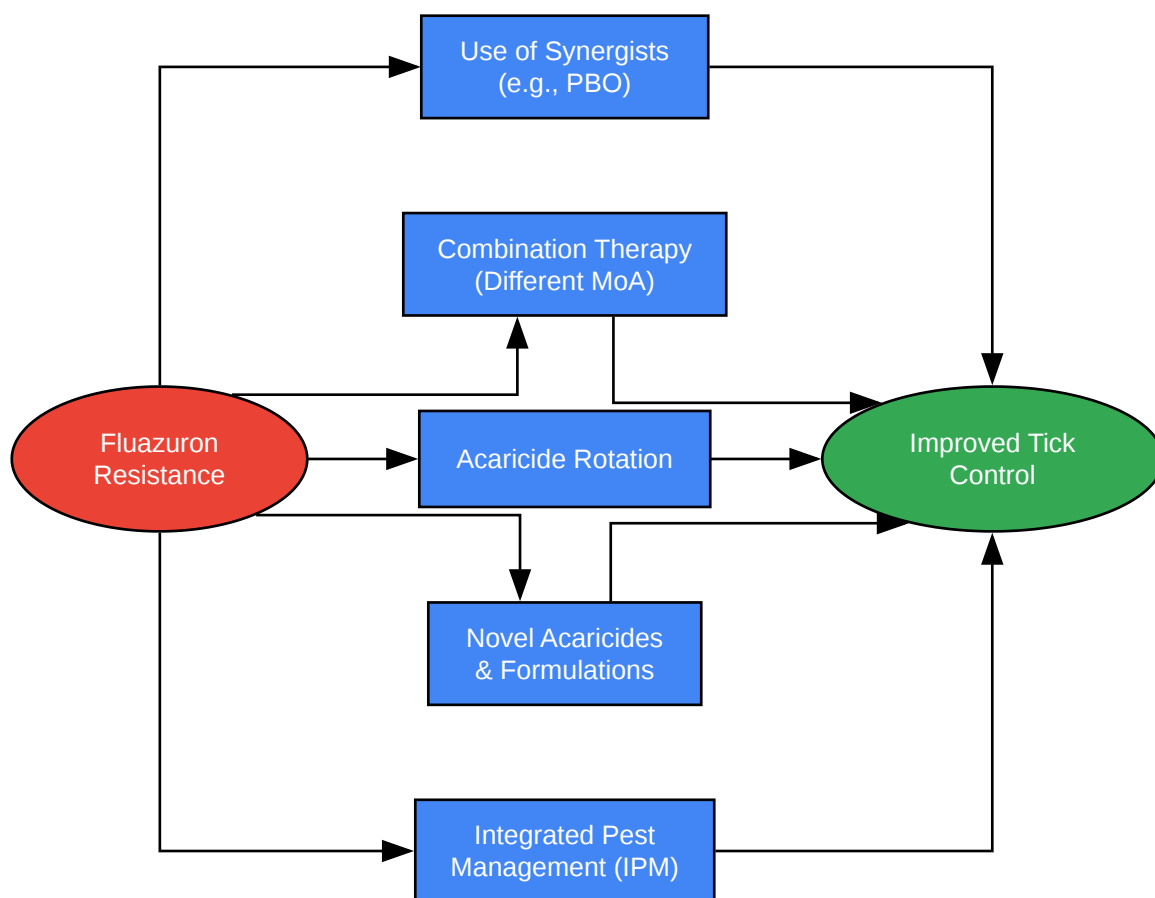 Use of Synergists
(e.g., PBO)
Combination Therapy
(Different MoA)
Fluazuron
Resistance
Acaricide Rotation
Improved Tick
Control
Novel Acaricides
& Formulations
Integrated Pest
Management (IPM)